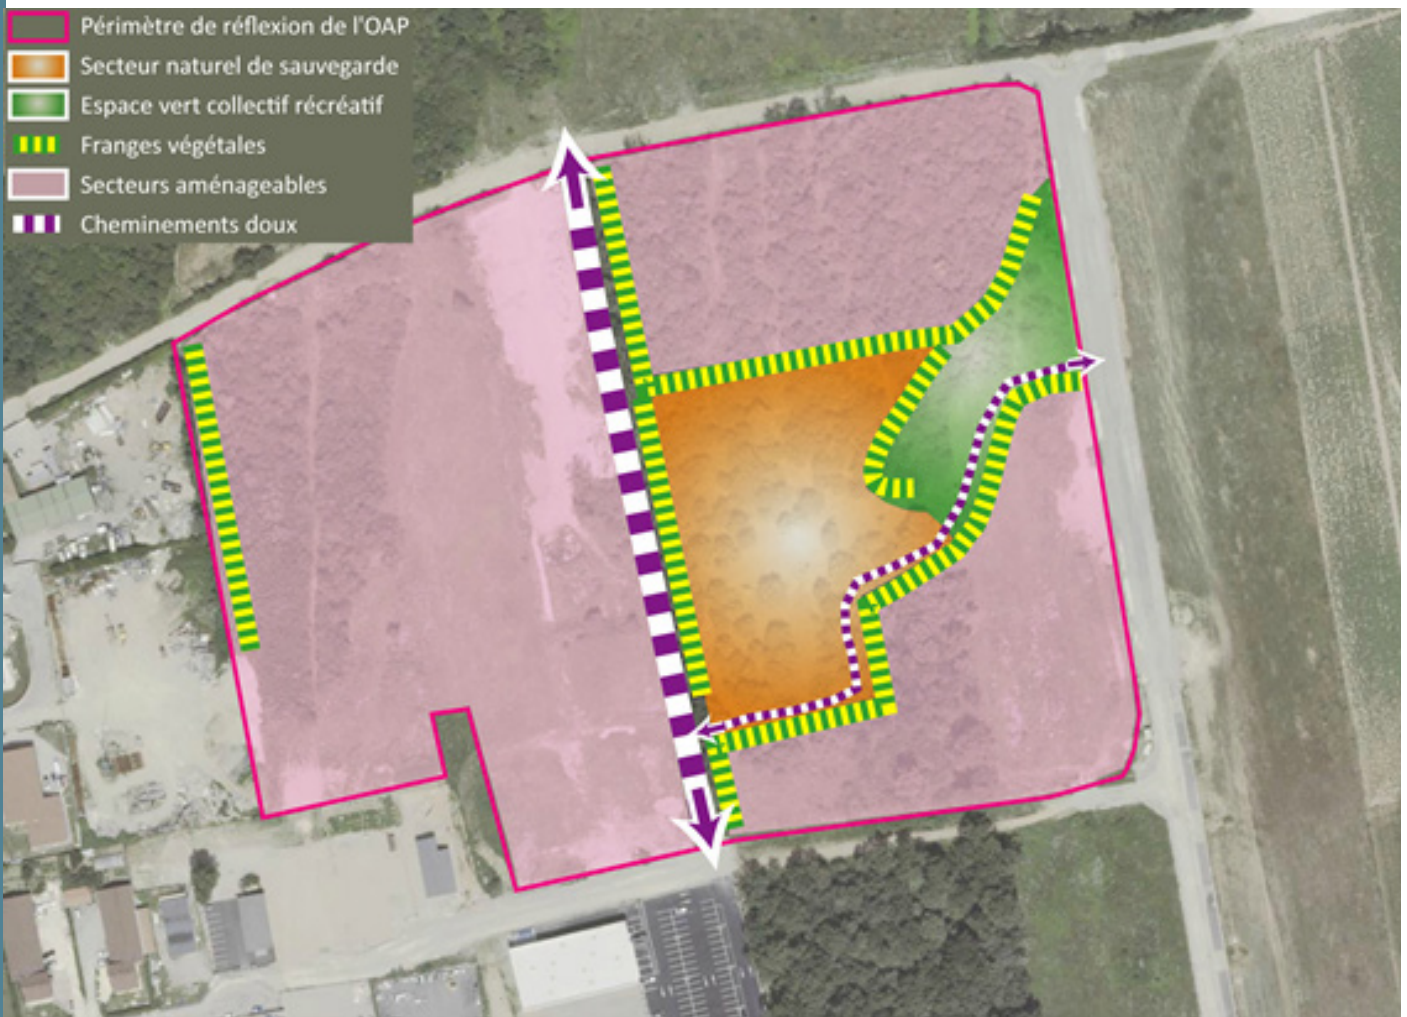 Périmètre de réflexion de l'OAP
Secteur naturel de sauvegarde
Espace vert collectif récréatif
Franges végétales
Secteurs aménageables
Cheminements doux